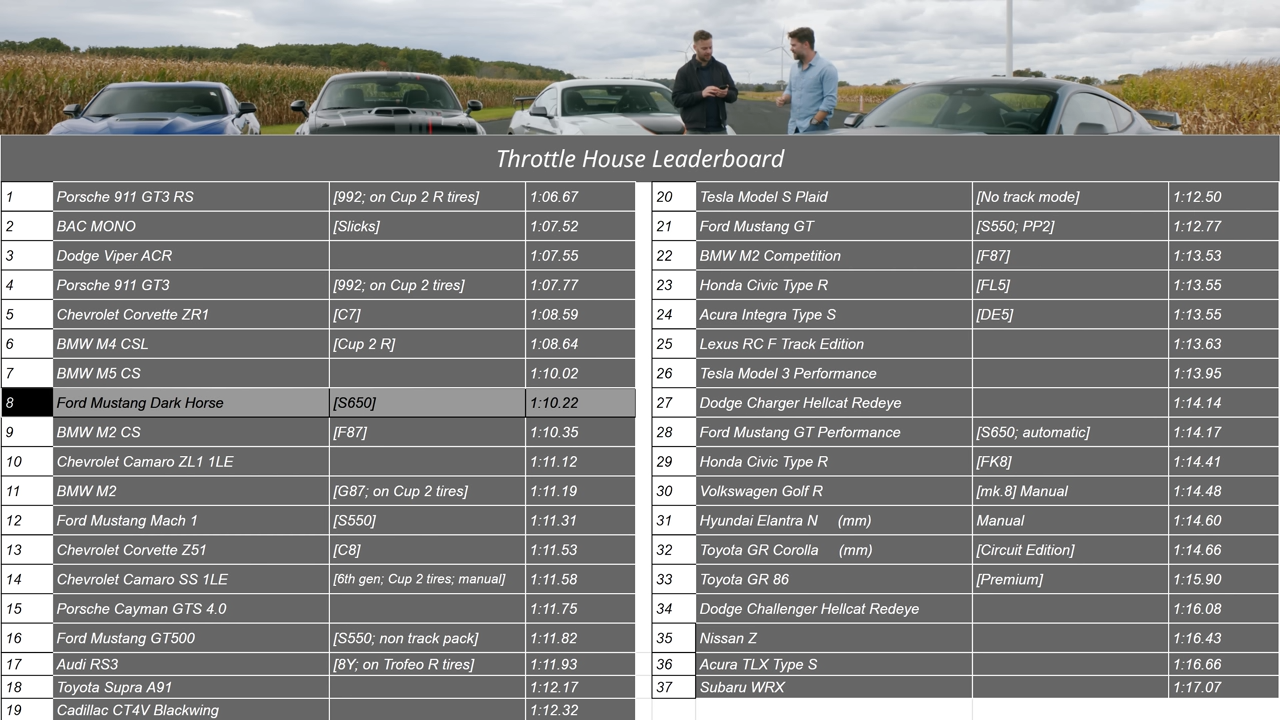 Throttle House Leaderboard
1 Porsche 911 GT3 RS [992; on Cup 2 R tires] 1:06.67
2 BAC MONO [Slicks] 1:07.52
3 Dodge Viper ACR 1:07.55
4 Porsche 911 GT3 [992; on Cup 2 tires] 1:07.77
5 Chevrolet Corvette ZR1 [C7] 1:08.59
6 BMW M4 CSL [Cup 2 R] 1:08.64
7 BMW M5 CS 1:10.02
8 Ford Mustang Dark Horse [S650] 1:10.22
9 BMW M2 CS [F87] 1:10.35
10 Chevrolet Camaro ZL1 1LE 1:11.12
11 BMW M2 [G87; on Cup 2 tires] 1:11.19
12 Ford Mustang Mach 1 [S550] 1:11.31
13 Chevrolet Corvette Z51 [C8] 1:11.53
14 Chevrolet Camaro SS 1LE [6th gen; Cup 2 tires; manual] 1:11.58
15 Porsche Cayman GTS 4.0 1:11.75
16 Ford Mustang GT500 [S550; non track pack] 1:11.82
17 Audi RS3 [8Y; on Trofeo R tires] 1:11.93
18 Toyota Supra A91 1:12.17
19 Cadillac CT4V Blackwing 1:12.32
20 Tesla Model S Plaid [No track mode] 1:12.50
21 Ford Mustang GT [S550; PP2] 1:12.77
22 BMW M2 Competition [F87] 1:13.53
23 Honda Civic Type R [FL5] 1:13.55
24 Acura Integra Type S [DE5] 1:13.55
25 Lexus RC F Track Edition 1:13.63
26 Tesla Model 3 Performance 1:13.95
27 Dodge Charger Hellcat Redeye 1:14.14
28 Ford Mustang GT Performance [S650; automatic] 1:14.17
29 Honda Civic Type R [FK8] 1:14.41
30 Volkswagen Golf R [mk.8] Manual 1:14.48
31 Hyundai Elantra N (mm) Manual 1:14.60
32 Toyota GR Corolla (mm) [Circuit Edition] 1:14.66
33 Toyota GR 86 [Premium] 1:15.90
34 Dodge Challenger Hellcat Redeye 1:16.08
35 Nissan Z 1:16.43
36 Acura TLX Type S 1:16.66
37 Subaru WRX 1:17.07